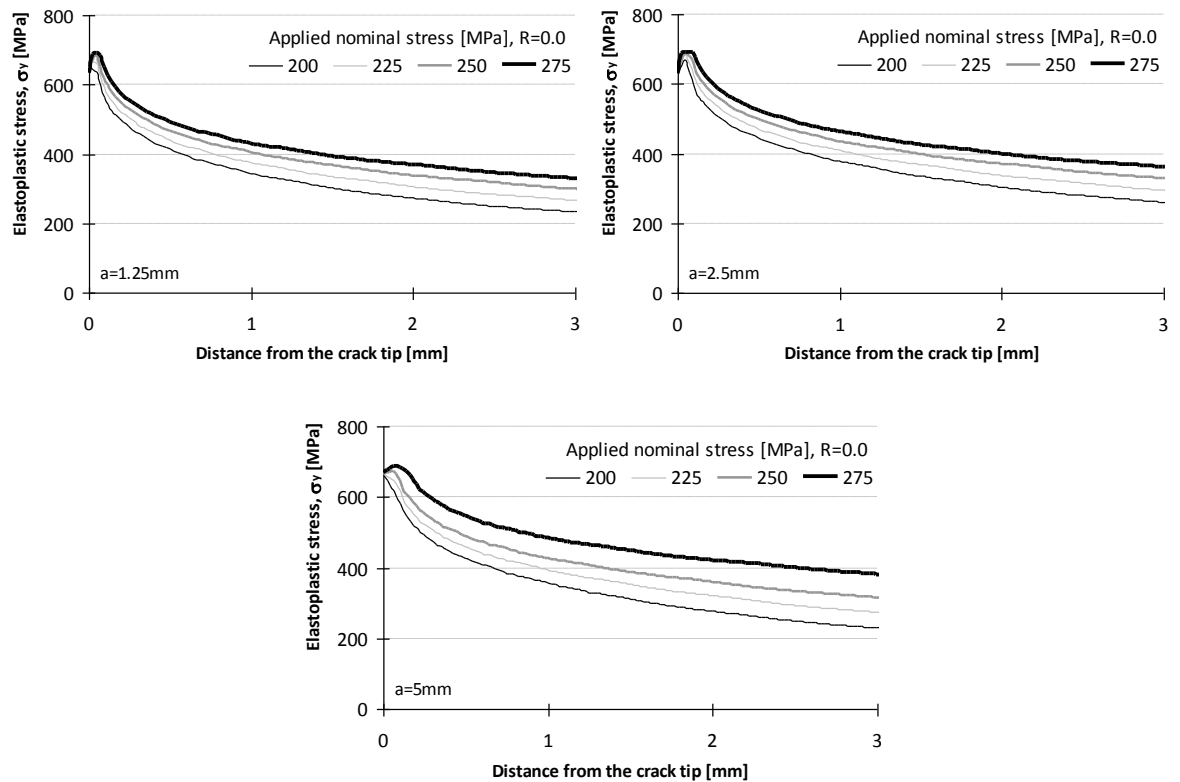 Elastoplastic stress, σy [MPa]
800
600
400
200
0
Applied nominal stress [MPa], R=0.0
200 225 250 275
a=1.25mm
0 1 2 3
Distance from the crack tip [mm]
Elastoplastic stress, σy [MPa]
800
600
400
200
0
Applied nominal stress [MPa], R=0.0
200 225 250 275
a=2.5mm
0 1 2 3
Distance from the crack tip [mm]
Elastoplastic stress, σy [MPa]
800
600
400
200
0
Applied nominal stress [MPa], R=0.0
200 225 250 275
a=5mm
0 1 2 3
Distance from the crack tip [mm]